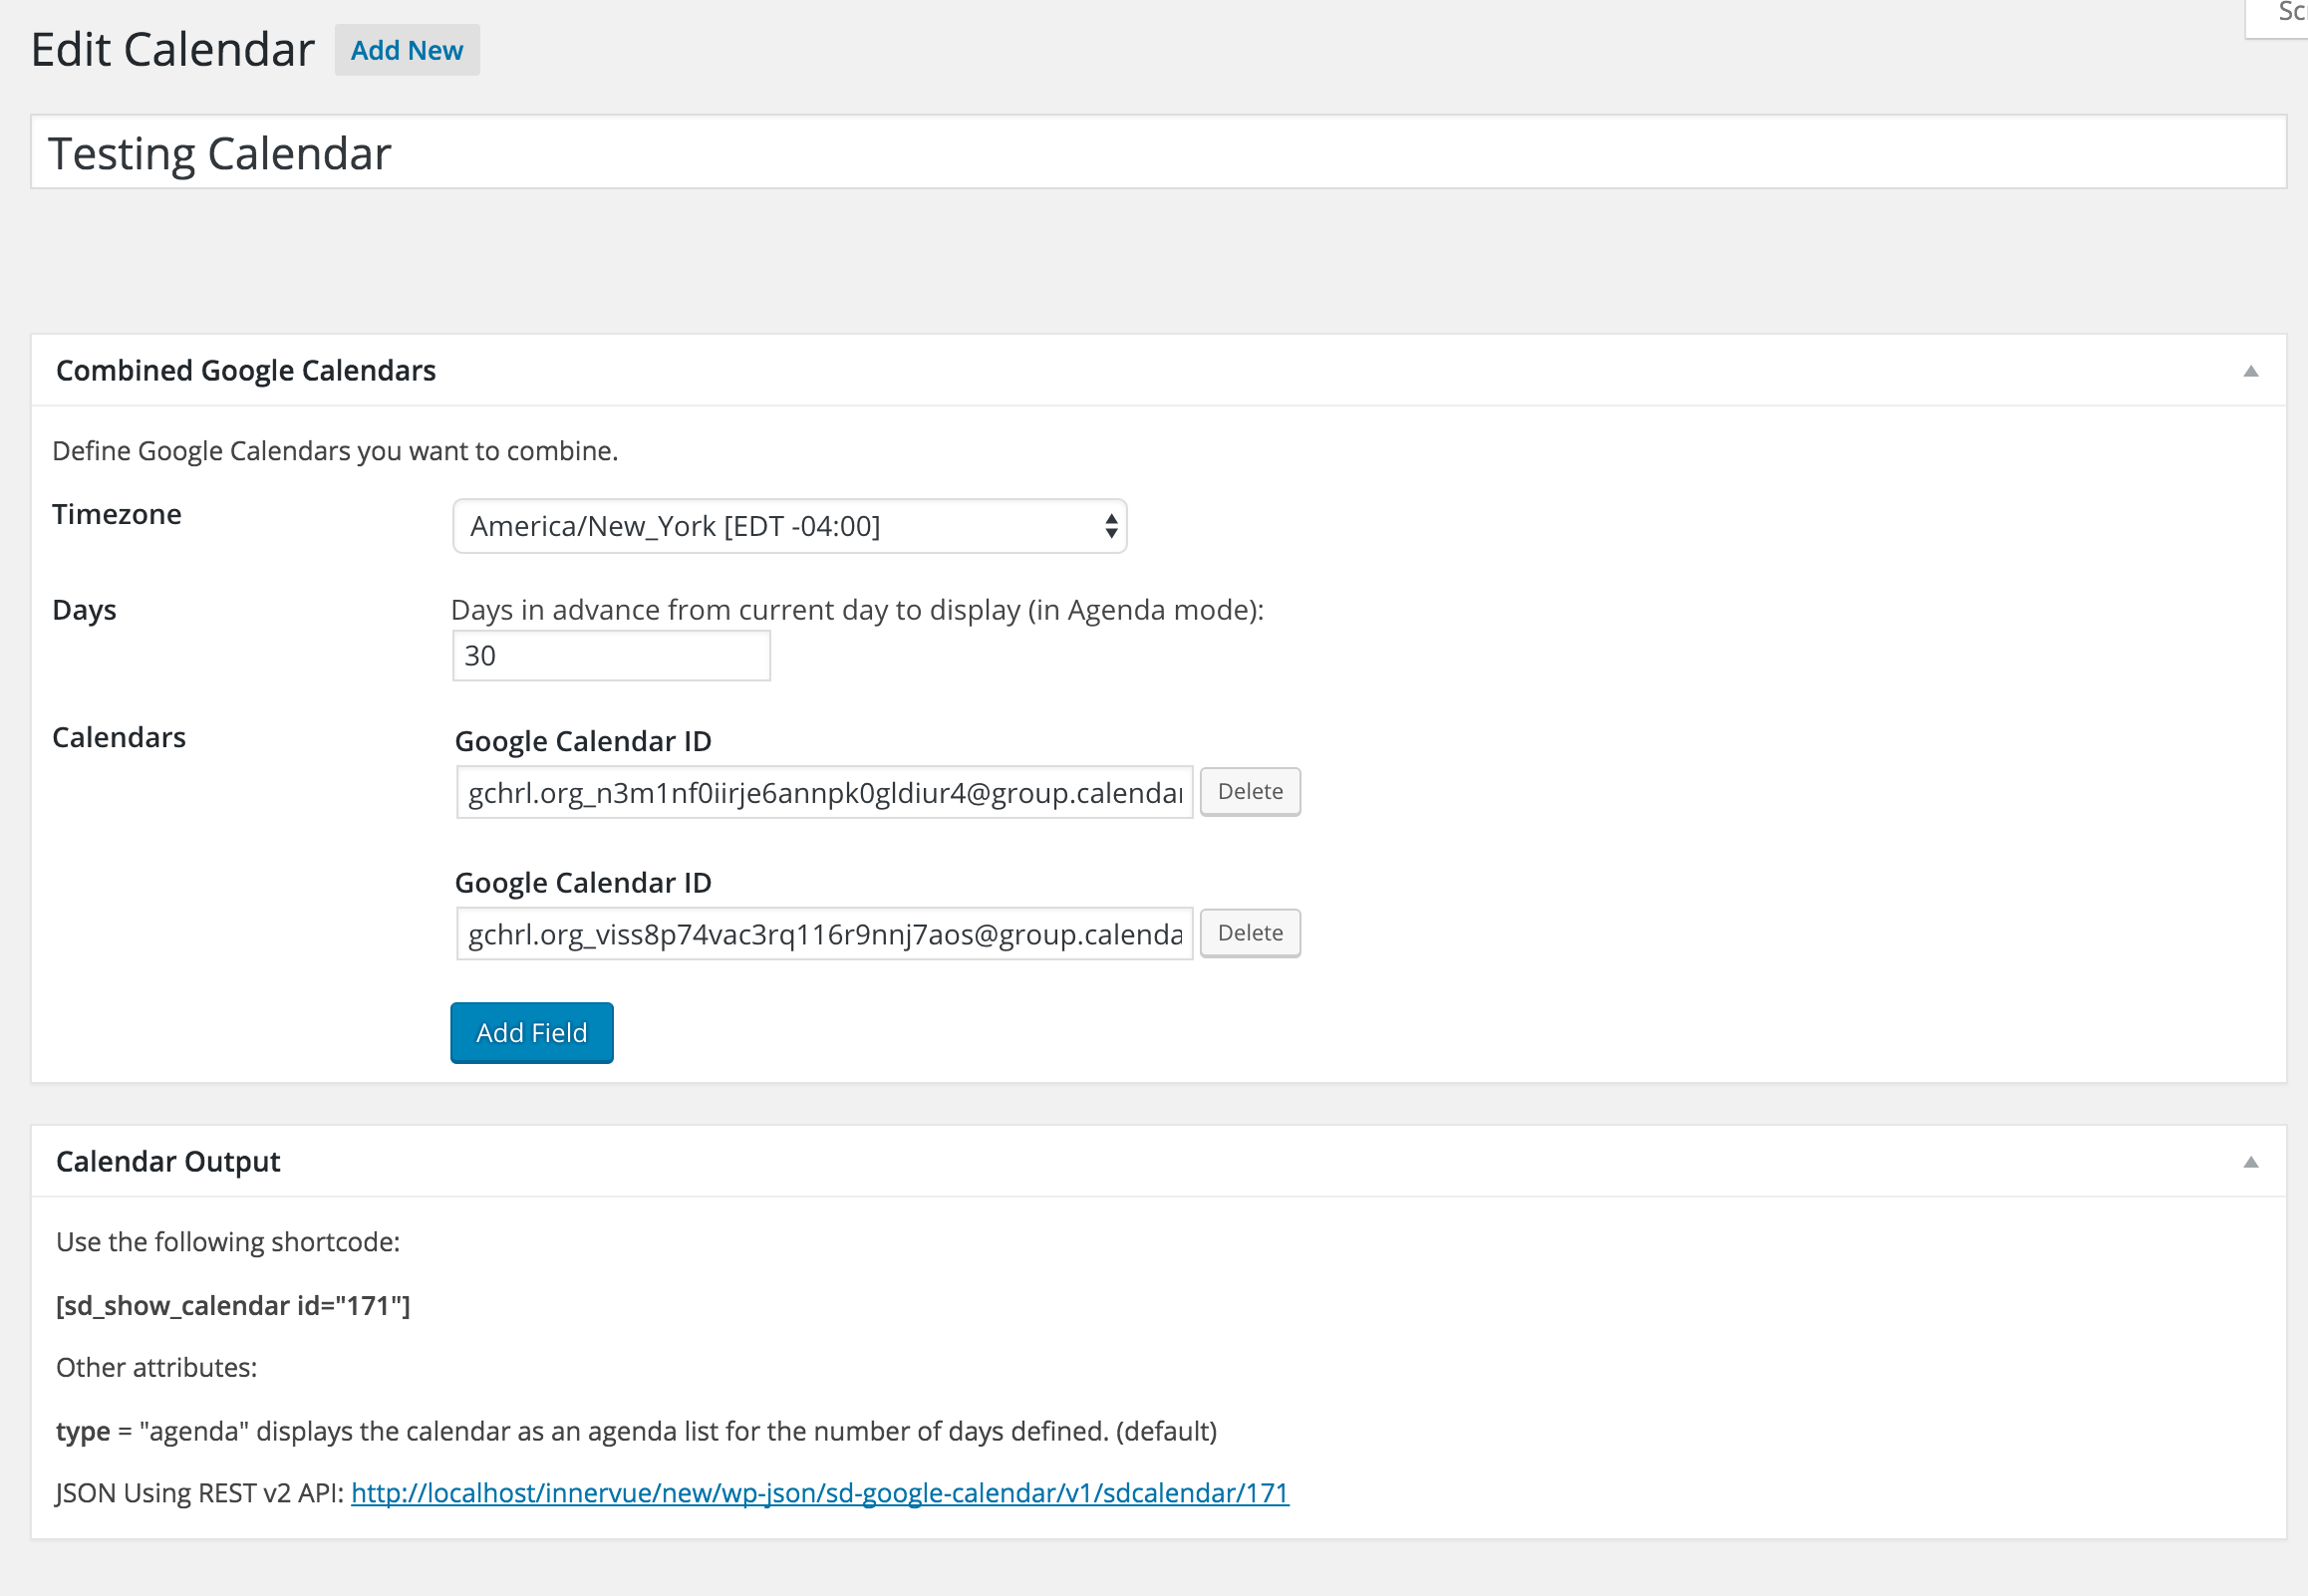 Edit Calendar Add New
Testing Calendar
Combined Google Calendars
Define Google Calendars you want to combine.
Timezone America/New_York [EDT -04:00]
Days Days in advance from current day to display (in Agenda mode):
30
Calendars Google Calendar ID
gchrl.org_n3m1nf0iirje6annpk0gldiur4@group.calendar Delete
Google Calendar ID
gchrl.org_viss8p74vac3rq116r9nnj7aos@group.calenda Delete
Add Field
Calendar Output
Use the following shortcode:
[sd_show_calendar id="171"]
Other attributes:
type = "agenda" displays the calendar as an agenda list for the number of days defined. (default)
JSON Using REST v2 API: http://localhost/innervue/new/wp-json/sd-google-calendar/v1/sdcalendar/171